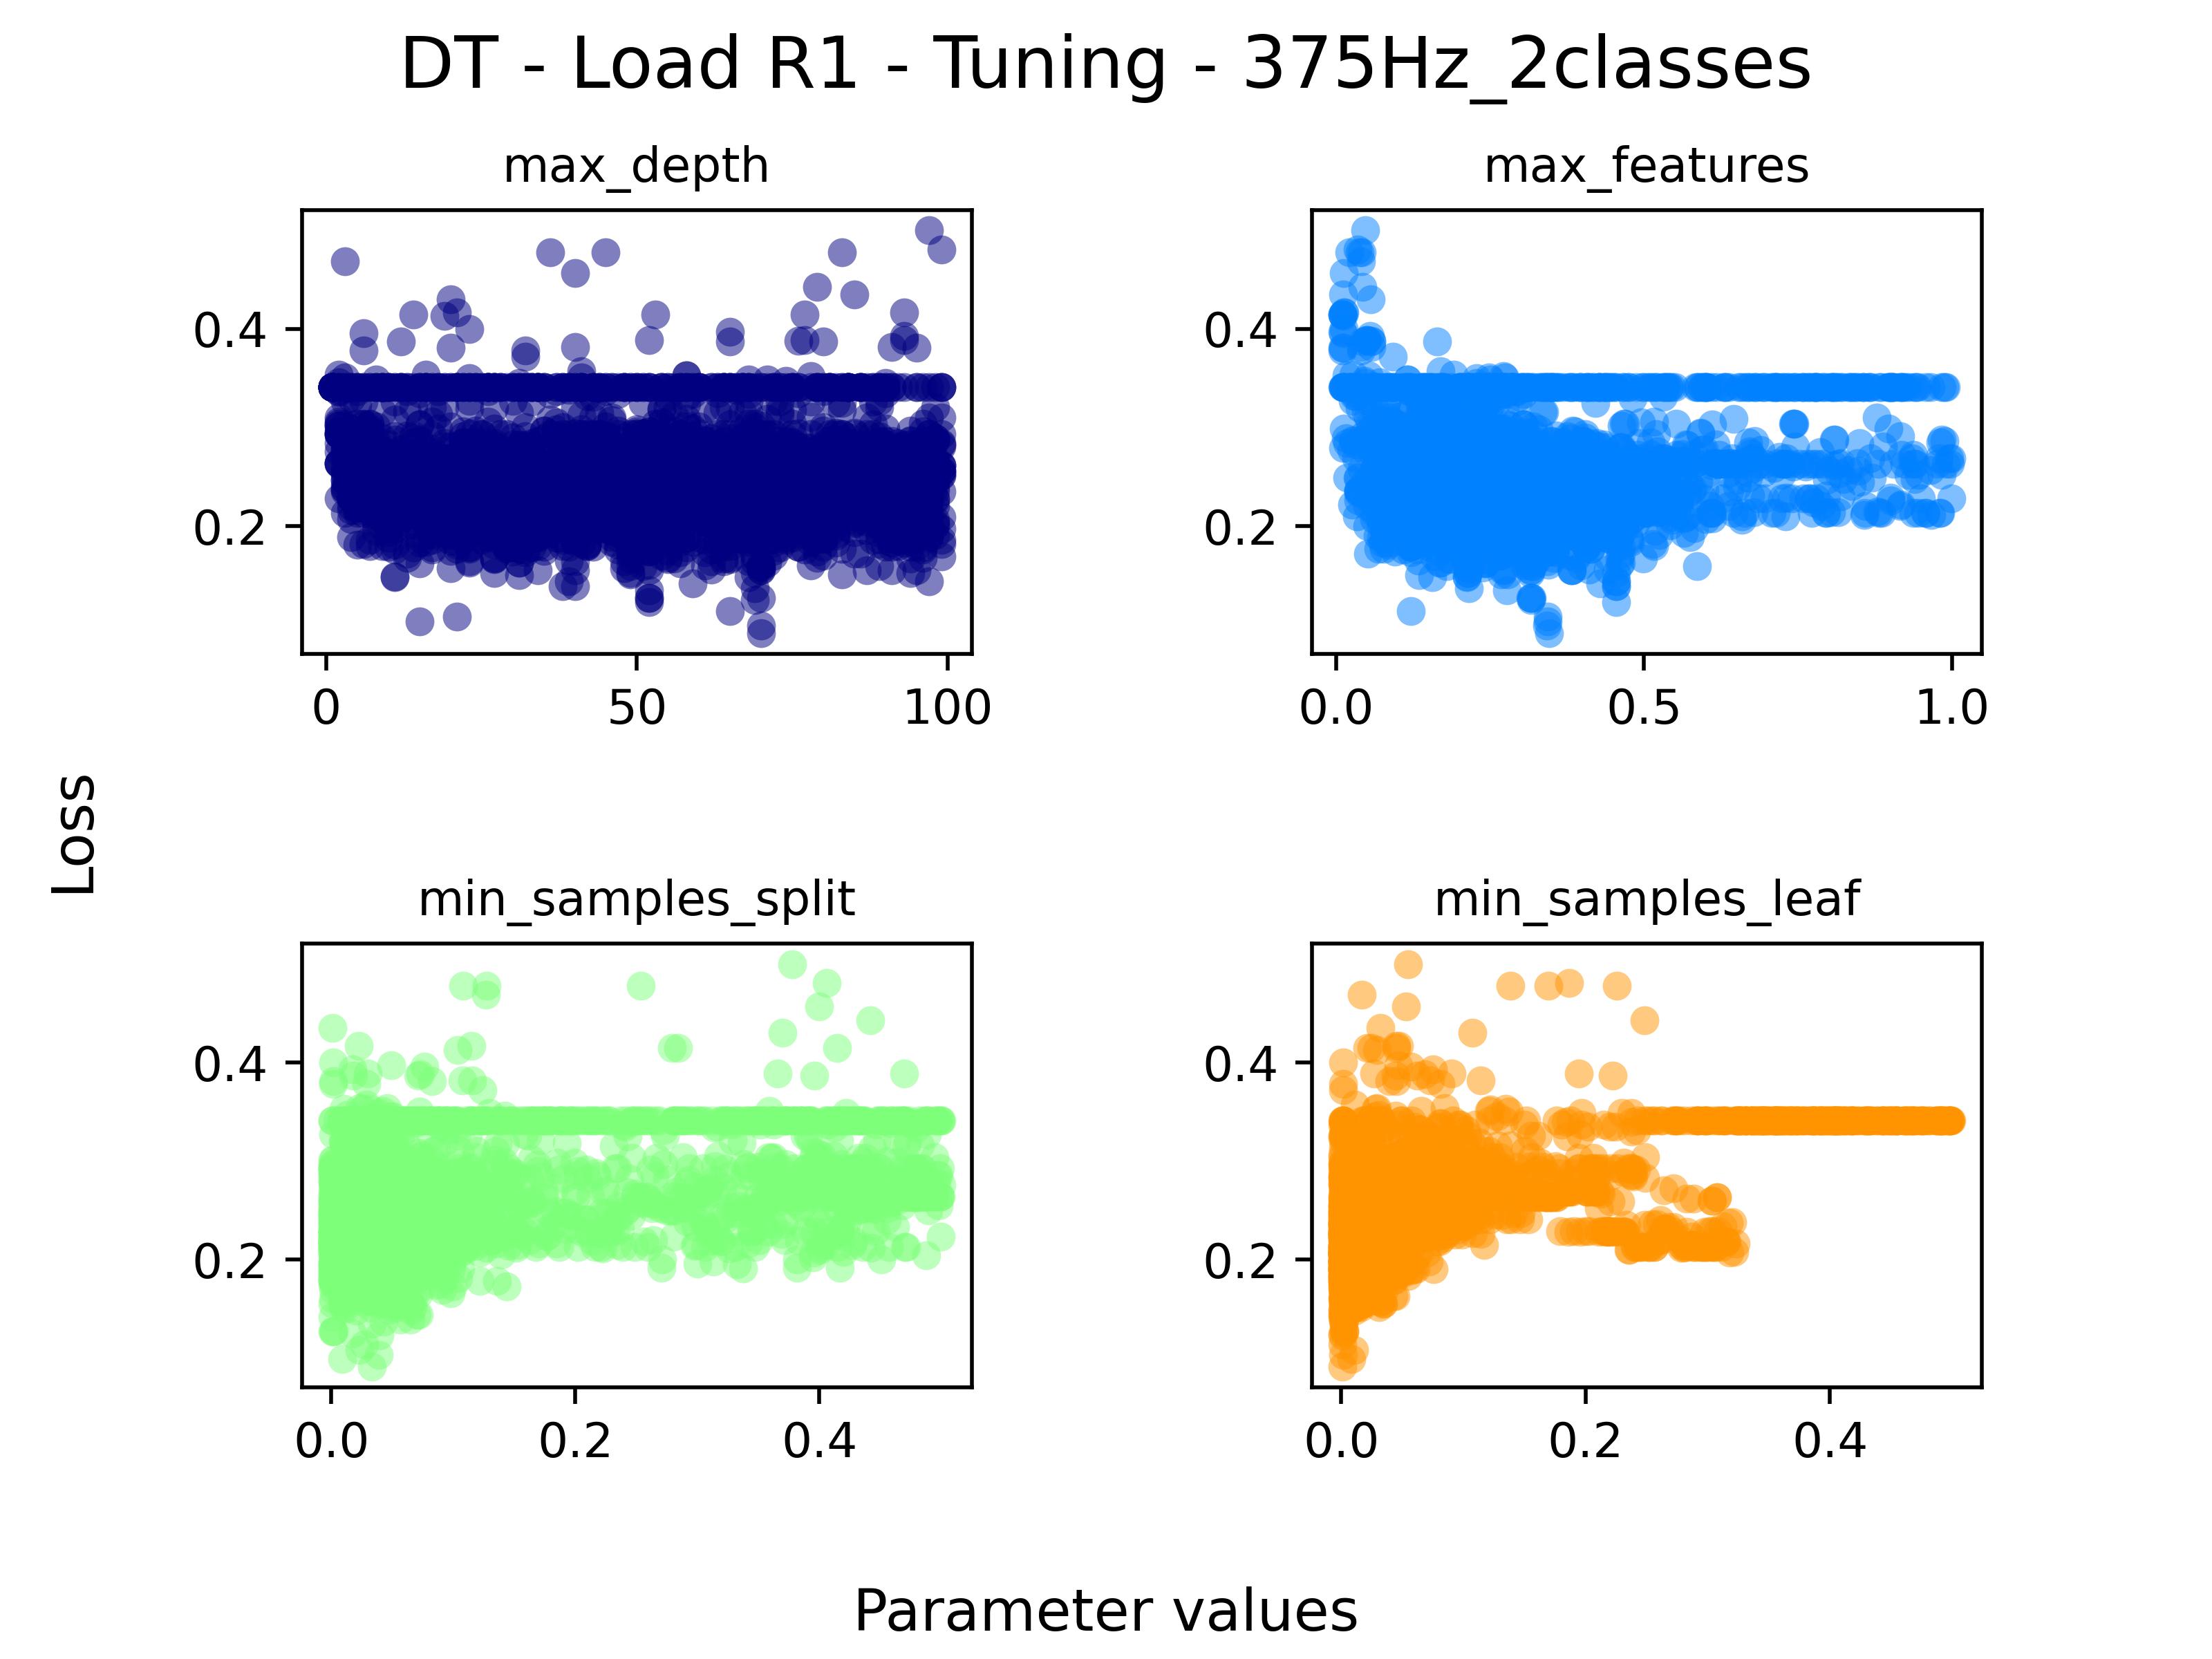 DT - Load R1 - Tuning - 375Hz_2classes
max_depth
max_features
0.4
0.2
0
50
100
0.4
0.2
0.0
0.5
1.0
Loss
min_samples_split
min_samples_leaf
0.4
0.2
0.0
0.2
0.4
0.4
0.2
0.0
0.2
0.4
Parameter values